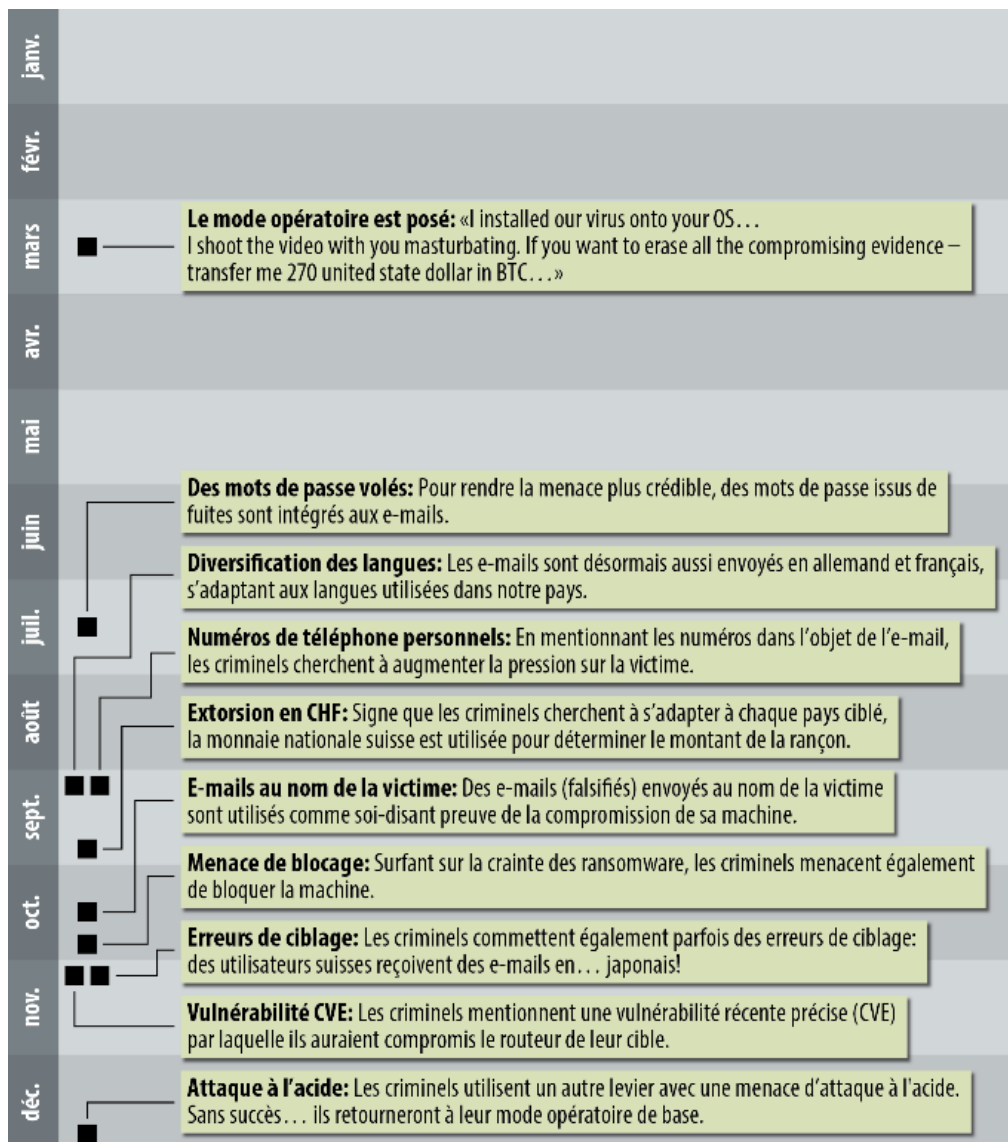 janv.
févr.
mars
Le mode opératoire est posé: «I installed our virus onto your OS…
I shoot the video with you masturbating. If you want to erase all the compromising evidence –
transfer me 270 united state dollar in BTC…»
avr.
mai
juin
Des mots de passe volés: Pour rendre la menace plus crédible, des mots de passe issus de
fuites sont intégrés aux e-mails.
Diversification des langues: Les e-mails sont désormais aussi envoyés en allemand et français,
s’adaptant aux langues utilisées dans notre pays.
juil.
Numéros de téléphone personnels: En mentionnant les numéros dans l’objet de l’e-mail,
les criminels cherchent à augmenter la pression sur la victime.
août
Extorsion en CHF: Signe que les criminels cherchent à s’adapter à chaque pays ciblé,
la monnaie nationale suisse est utilisée pour déterminer le montant de la rançon.
sept.
E-mails au nom de la victime: Des e-mails (falsifiés) envoyés au nom de la victime
sont utilisés comme soi-disant preuve de la compromission de sa machine.
Menace de blocage: Surfant sur la crainte des ransomware, les criminels menacent également
de bloquer la machine.
oct.
Erreurs de ciblage: Les criminels commettent également parfois des erreurs de ciblage:
des utilisateurs suisses reçoivent des e-mails en… japonais!
nov.
Vulnérabilité CVE: Les criminels mentionnent une vulnérabilité récente précise (CVE)
par laquelle ils auraient compromis le routeur de leur cible.
déc.
Attaque à l’acide: Les criminels utilisent un autre levier avec une menace d’attaque à l'acide.
Sans succès… ils retourneront à leur mode opératoire de base.